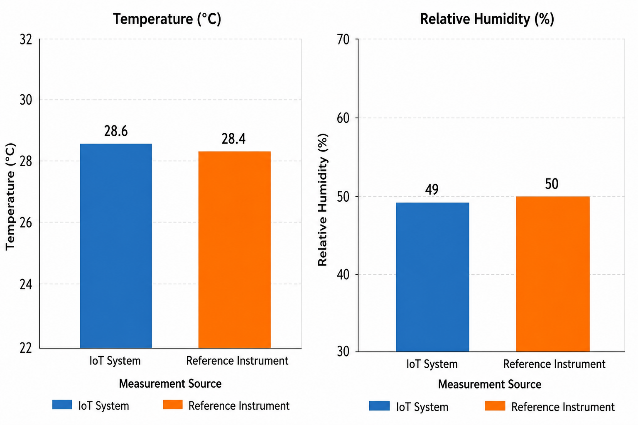 Temperature (°C)
32
30
28
26
24
22
Temperature (°C)
28.6
28.4
IoT System
Reference Instrument
Measurement Source
IoT System
Reference Instrument
Relative Humidity (%)
70
60
50
40
30
Relative Humidity (%)
49
50
IoT System
Reference Instrument
Measurement Source
IoT System
Reference Instrument